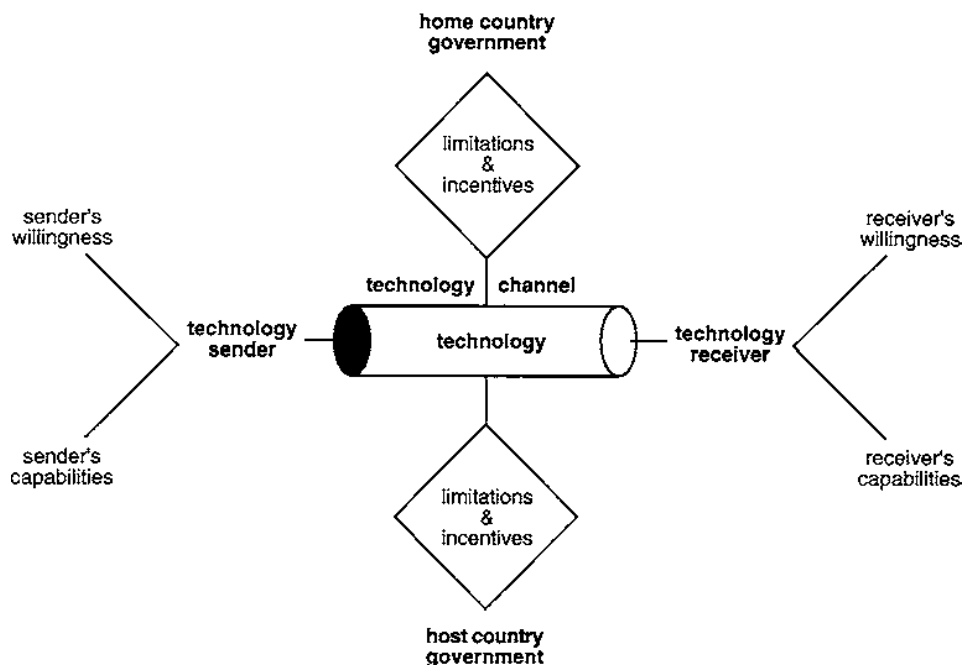 home country
government
limitations
&
incentives
sender's
willingness
receiver's
willingness
technology channel
technology
sender
technology
technology
receiver
sender's
capabilities
receiver's
capabilities
limitations
&
incentives
host country
government